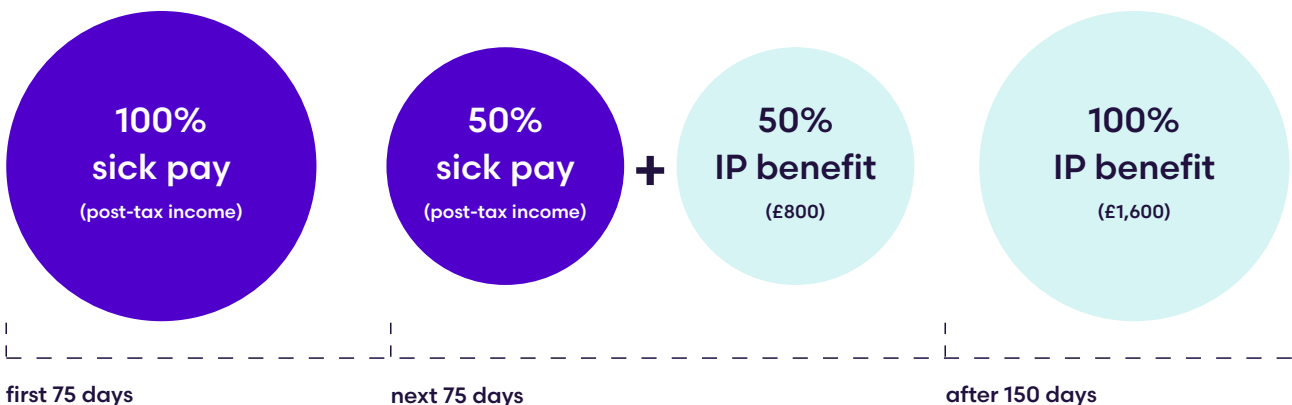 100%
sick pay
(post-tax income)
50%
sick pay
(post-tax income)
+
50%
IP benefit
(£800)
100%
IP benefit
(£1,600)
first 75 days
next 75 days
after 150 days